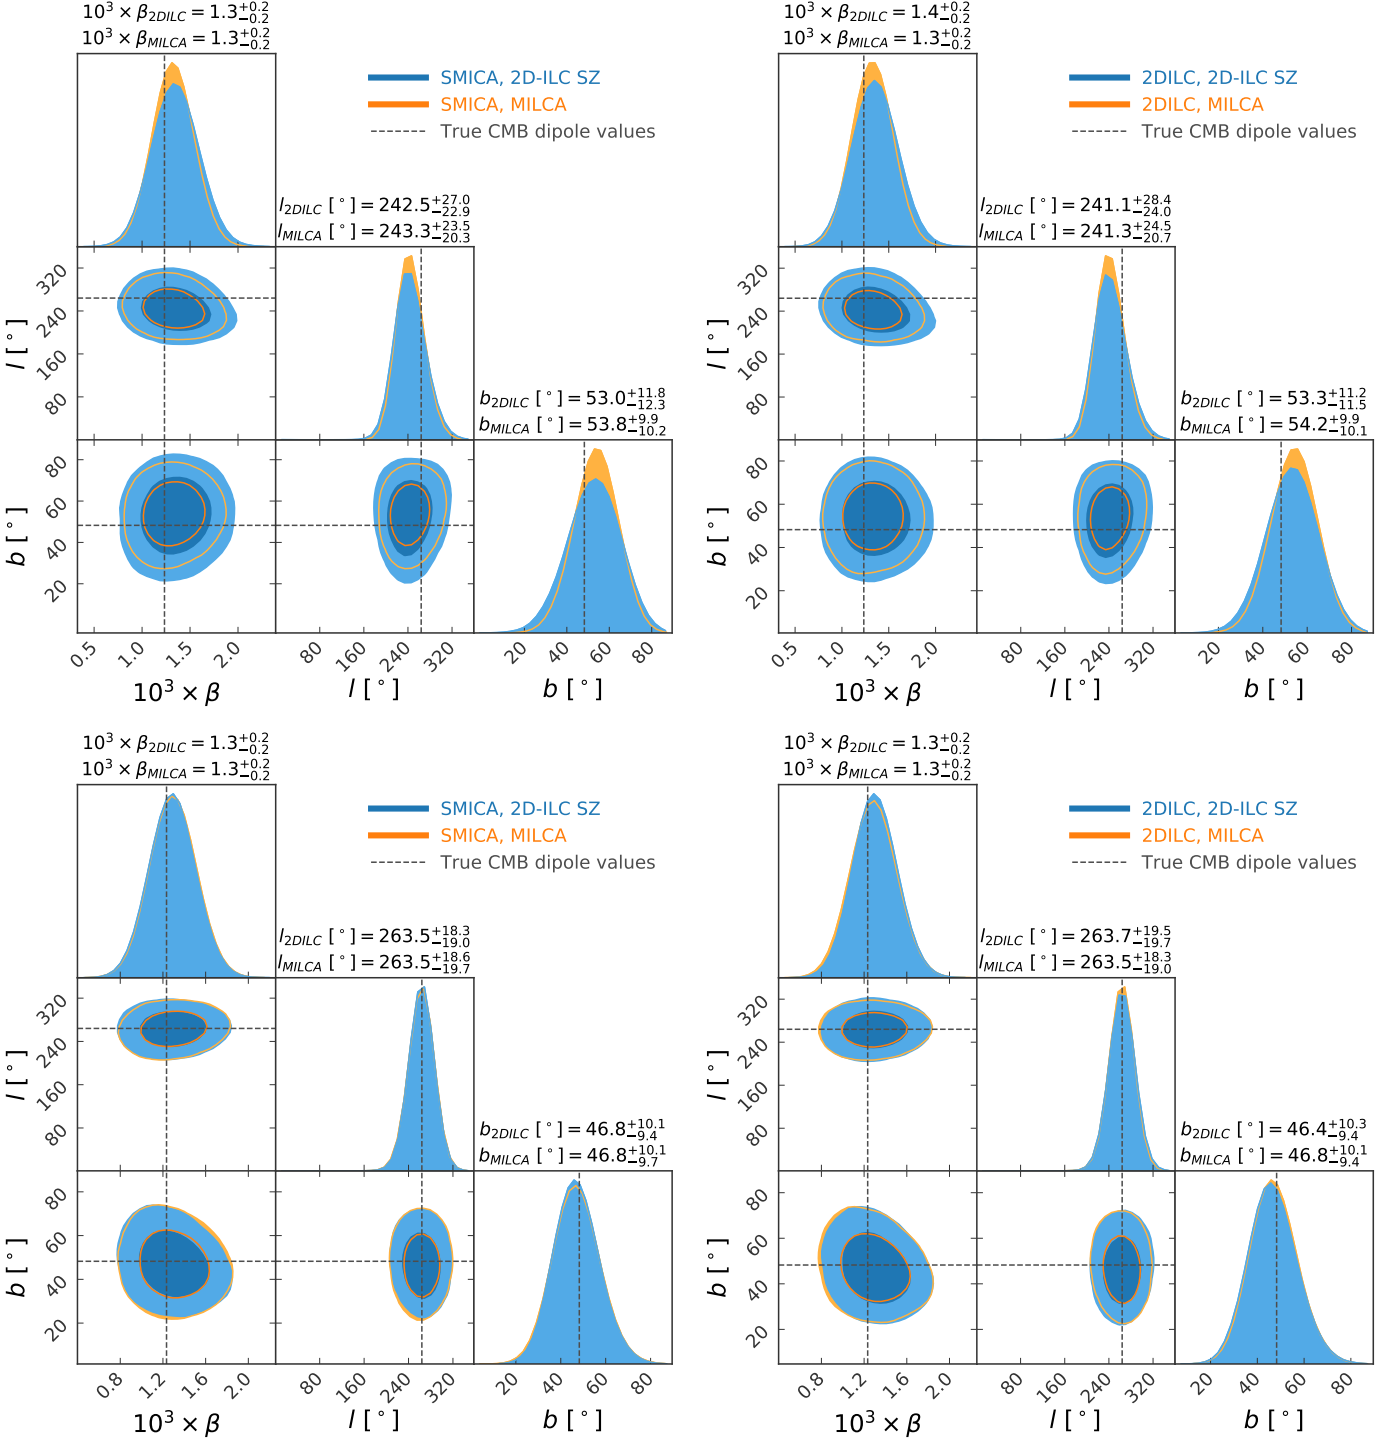 10³ × β2DILC = 1.3+0.2−0.2
10³ × βMILCA = 1.3+0.2−0.2
SMICA, 2D-ILC SZ
SMICA, MILCA
True CMB dipole values
l2DILC [°] = 242.5+27.0−22.9
lMILCA [°] = 243.3+23.5−20.3
b2DILC [°] = 53.0+11.8−12.3
bMILCA [°] = 53.8+9.9−10.2
l [°]
320
240
160
80
b [°]
80
60
40
20
0.5 1.0 1.5 2.0
80 160 240 320
20 40 60 80
10³ × β
l [°]
b [°]
10³ × β2DILC = 1.4+0.2−0.2
10³ × βMILCA = 1.3+0.2−0.2
2DILC, 2D-ILC SZ
2DILC, MILCA
True CMB dipole values
l2DILC [°] = 241.1+28.4−24.0
lMILCA [°] = 241.3+24.5−20.7
b2DILC [°] = 53.3+11.2−11.5
bMILCA [°] = 54.2+9.9−10.1
l [°]
320
240
160
80
b [°]
80
60
40
20
0.5 1.0 1.5 2.0
80 160 240 320
20 40 60 80
10³ × β
l [°]
b [°]
10³ × β2DILC = 1.3+0.2−0.2
10³ × βMILCA = 1.3+0.2−0.2
SMICA, 2D-ILC SZ
SMICA, MILCA
True CMB dipole values
l2DILC [°] = 263.5+18.3−19.0
lMILCA [°] = 263.5+18.6−19.7
b2DILC [°] = 46.8+10.1−9.4
bMILCA [°] = 46.8+10.1−9.7
l [°]
320
240
160
80
b [°]
80
60
40
20
0.8 1.2 1.6 2.0
80 160 240 320
20 40 60 80
10³ × β
l [°]
b [°]
10³ × β2DILC = 1.3+0.2−0.2
10³ × βMILCA = 1.3+0.2−0.2
2DILC, 2D-ILC SZ
2DILC, MILCA
True CMB dipole values
l2DILC [°] = 263.7+19.5−19.7
lMILCA [°] = 263.5+18.3−19.0
b2DILC [°] = 46.4+10.3−9.4
bMILCA [°] = 46.8+10.1−9.4
l [°]
320
240
160
80
b [°]
80
60
40
20
0.8 1.2 1.6 2.0
80 160 240 320
20 40 60 80
10³ × β
l [°]
b [°]